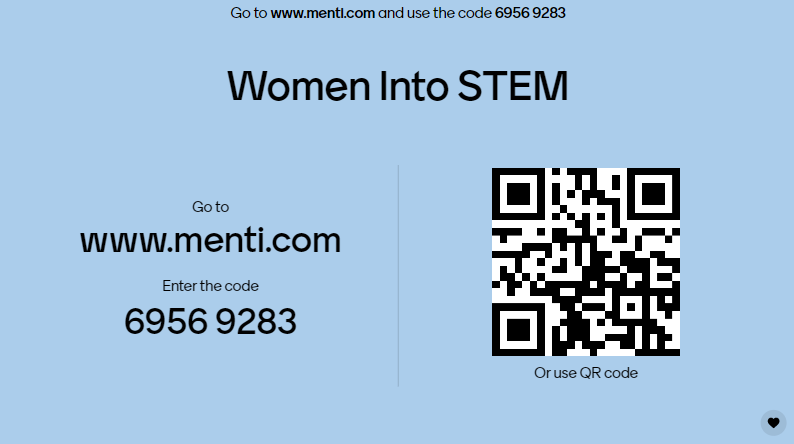 Go to www.menti.com and use the code 6956 9283
Women Into STEM
Go to
www.menti.com
Enter the code
6956 9283
Or use QR code